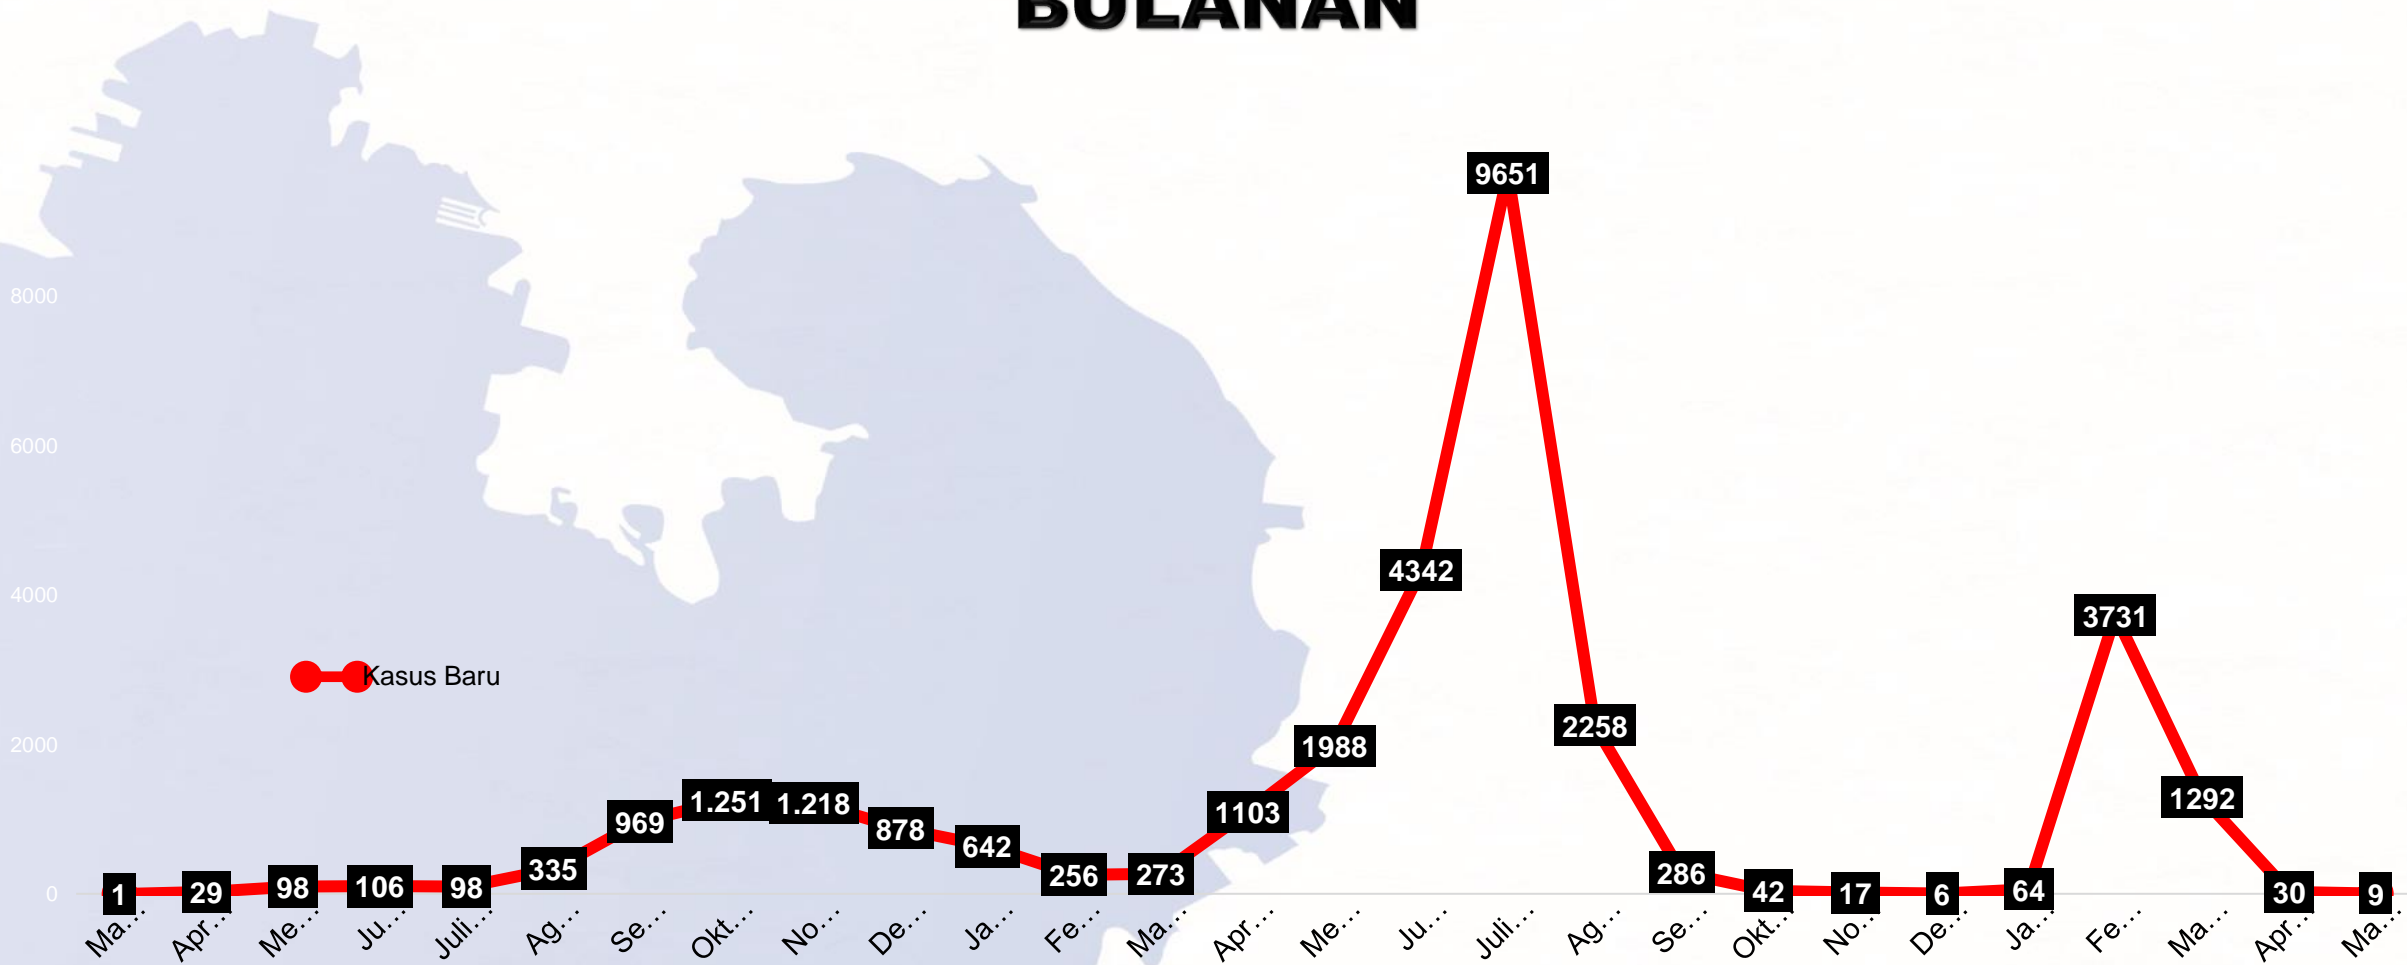 BULANAN
8000
6000
4000
2000
0
Kasus Baru
1
29
98
106
98
335
969
1.251
1.218
878
642
256
273
1103
1988
4342
9651
2258
286
42
17
6
64
3731
1292
30
9
Ma...
Apr...
Me...
Ju...
Juli...
Ag...
Se...
Okt...
No...
De...
Ja...
Fe...
Ma...
Apr...
Me...
Ju...
Juli...
Ag...
Se...
Okt...
No...
De...
Ja...
Fe...
Ma...
Apr...
Ma...